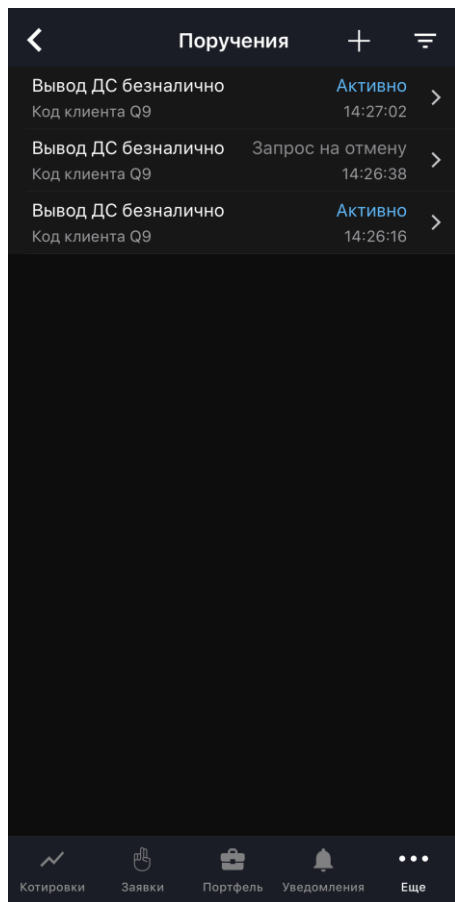 Поручения
Вывод ДС безналично Активно
Код клиента Q9 14:27:02
Вывод ДС безналично Запрос на отмену
Код клиента Q9 14:26:38
Вывод ДС безналично Активно
Код клиента Q9 14:26:16
Котировки Заявки Портфель Уведомления Еще